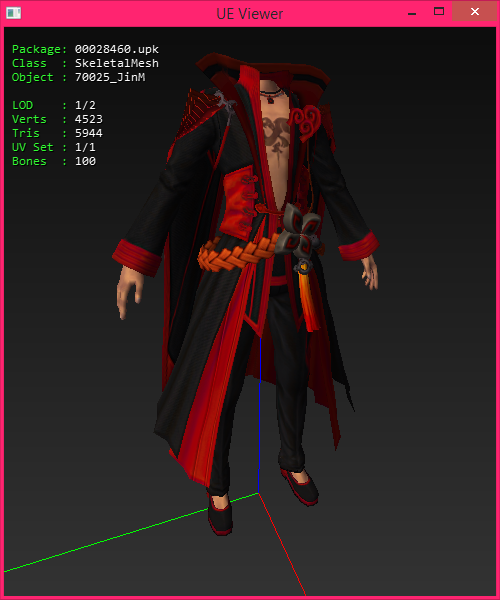 UE Viewer
Package: 00028460.upk
Class  : SkeletalMesh
Object : 70025_JinM
LOD    : 1/2
Verts  : 4523
Tris   : 5944
UV Set : 1/1
Bones  : 100